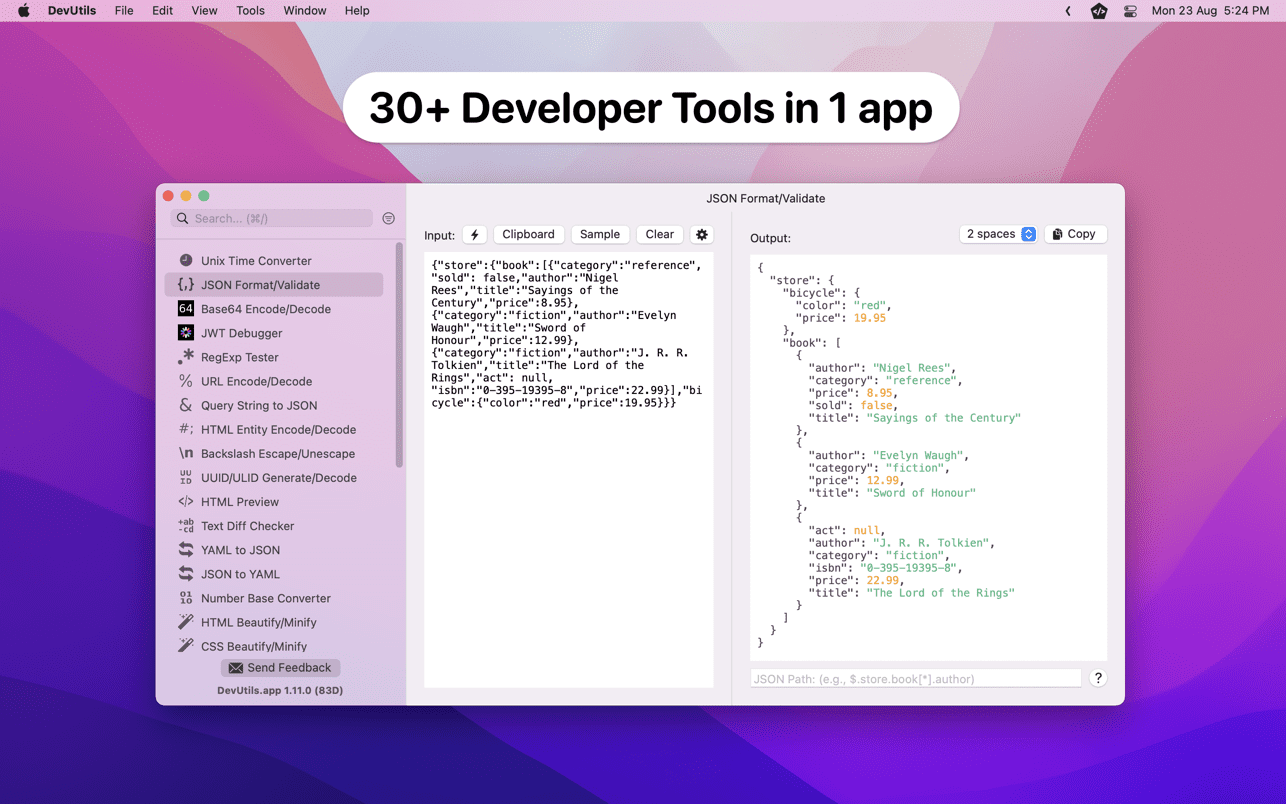 DevUtils File Edit View Tools Window Help Mon 23 Aug 5:24 PM
30+ Developer Tools in 1 app
JSON Format/Validate
Search... (⌘/)
Unix Time Converter
{,} JSON Format/Validate
64 Base64 Encode/Decode
JWT Debugger
.* RegExp Tester
% URL Encode/Decode
& Query String to JSON
#; HTML Entity Encode/Decode
\n Backslash Escape/Unescape
UU
ID UUID/ULID Generate/Decode
</> HTML Preview
+ab
-cd Text Diff Checker
YAML to JSON
JSON to YAML
01
10 Number Base Converter
HTML Beautify/Minify
CSS Beautify/Minify
Send Feedback
DevUtils.app 1.11.0 (83D)
Input: Clipboard Sample Clear
{"store":{"book":[{"category":"reference",
"sold": false,"author":"Nigel
Rees","title":"Sayings of the
Century","price":8.95},
{"category":"fiction","author":"Evelyn
Waugh","title":"Sword of
Honour","price":12.99},
{"category":"fiction","author":"J. R. R.
Tolkien","title":"The Lord of the
Rings","act": null,
"isbn":"0-395-19395-8","price":22.99}],"bi
cycle":{"color":"red","price":19.95}}}
Output: 2 spaces Copy
{
  "store": {
    "bicycle": {
      "color": "red",
      "price": 19.95
    },
    "book": [
      {
        "author": "Nigel Rees",
        "category": "reference",
        "price": 8.95,
        "sold": false,
        "title": "Sayings of the Century"
      },
      {
        "author": "Evelyn Waugh",
        "category": "fiction",
        "price": 12.99,
        "title": "Sword of Honour"
      },
      {
        "act": null,
        "author": "J. R. R. Tolkien",
        "category": "fiction",
        "isbn": "0-395-19395-8",
        "price": 22.99,
        "title": "The Lord of the Rings"
      }
    ]
  }
}
JSON Path: (e.g., $.store.book[*].author) ?